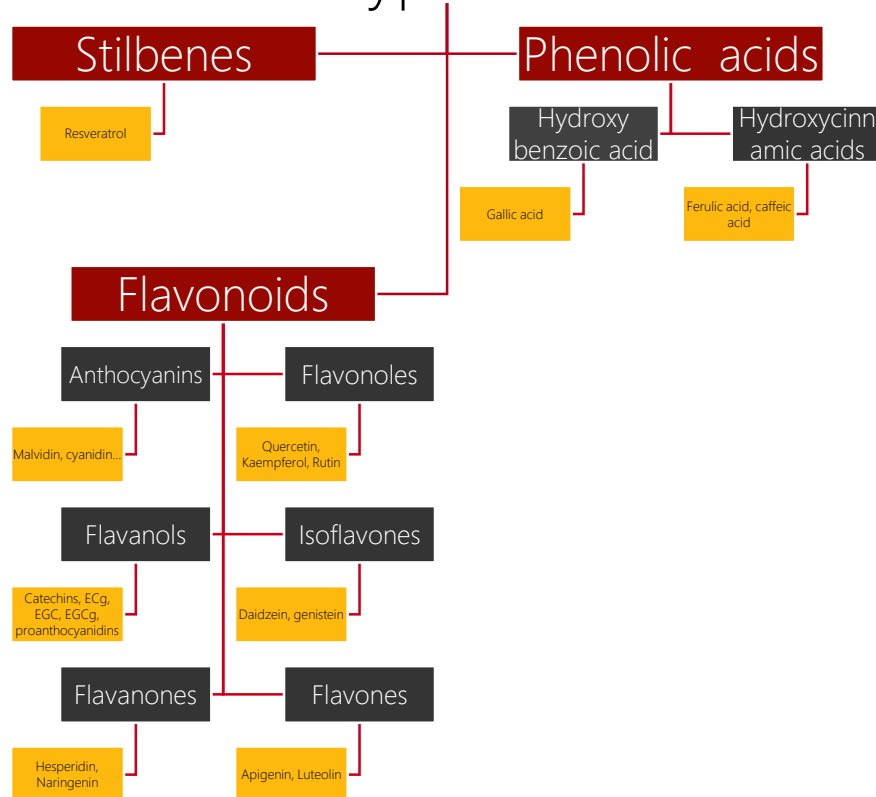 Stilbenes
Phenolic acids
Resveratrol
Hydroxy
benzoic acid
Hydroxycinn
amic acids
Gallic acid
Ferulic acid, caffeic
acid
Flavonoids
Anthocyanins
Flavonoles
Malvidin, cyanidin...
Quercetin,
Kaempferol, Rutin
Flavanols
Isoflavones
Catechins, ECg,
EGC, EGCg,
proanthocyanidins
Daidzein, genistein
Flavanones
Flavones
Hesperidin,
Naringenin
Apigenin, Luteolin